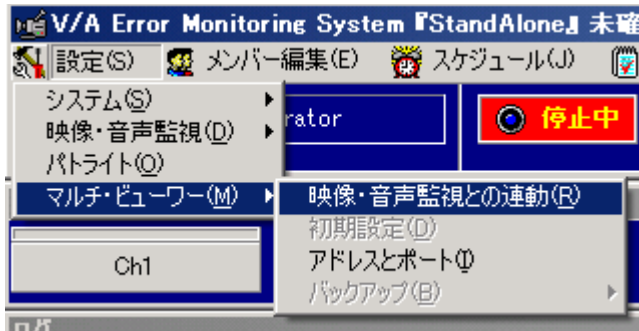 V/A Error Monitoring System『StandAlone』未確
設定(S) メンバー編集(E) スケジュール(J)
システム(S)
映像・音声監視(D)
パトライト(O)
マルチ・ビューワー(M)
rator
停止中
映像・音声監視との連動(R)
初期設定(D)
アドレスとポート(I)
バックアップ(B)
Ch1
ログ